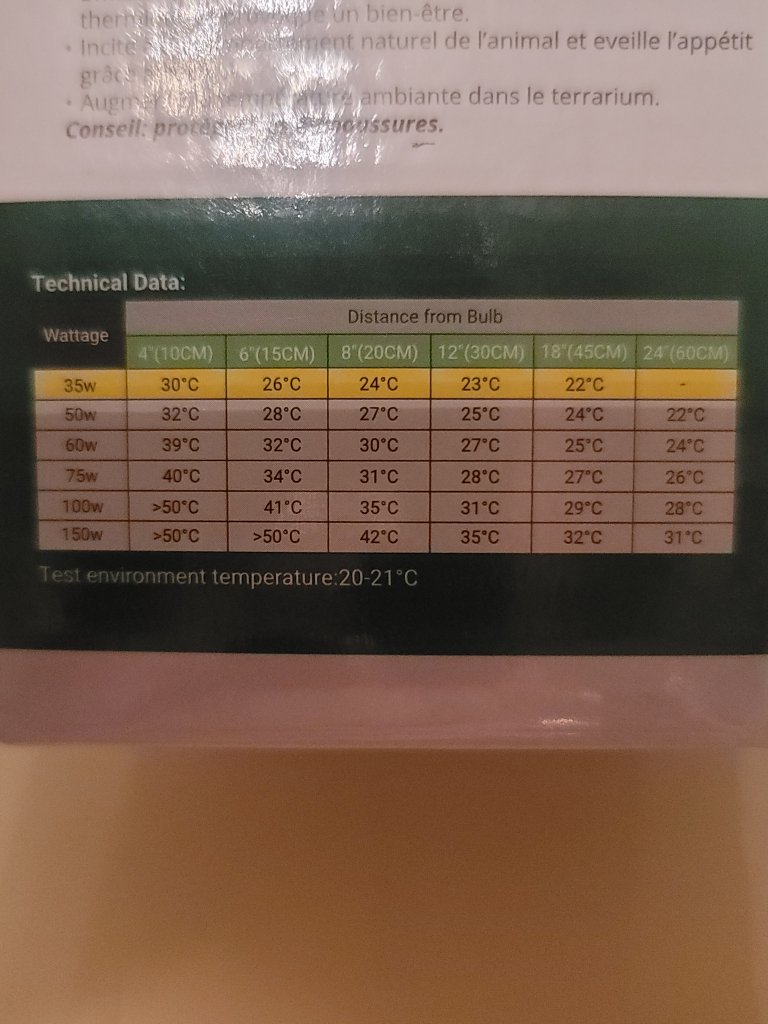 provoque un bien-être.
• Incite naturel de l’animal et eveille l’appétit
grâce
• température ambiante dans le terrarium.
Conseil:
Technical Data:
Wattage Distance from Bulb
4"(10CM) 6"(15CM) 8"(20CM) 12"(30CM) 18"(45CM) 24"(60CM)
35w 30°C 26°C 24°C 23°C 22°C -
50w 32°C 28°C 27°C 25°C 24°C 22°C
60w 39°C 32°C 30°C 27°C 25°C 24°C
75w 40°C 34°C 31°C 28°C 27°C 26°C
100w >50°C 41°C 35°C 31°C 29°C 28°C
150w >50°C >50°C 42°C 35°C 32°C 31°C
Test environment temperature:20-21°C